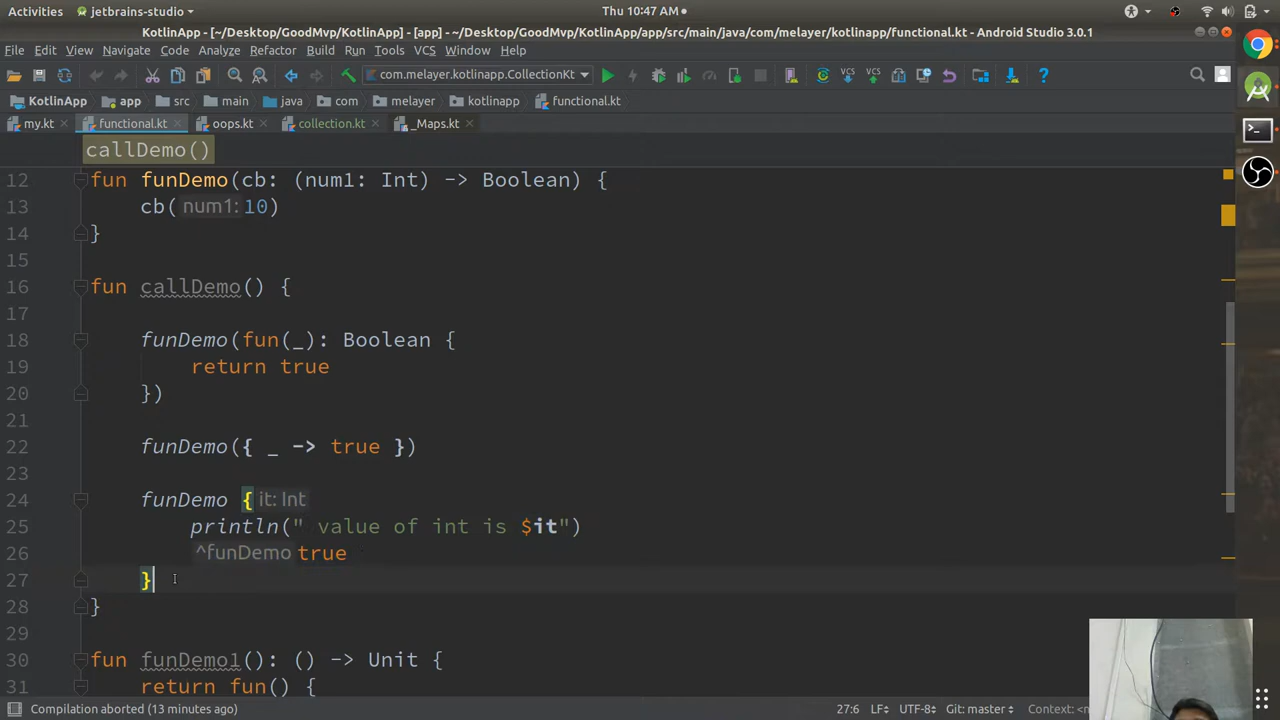 Activities jetbrains-studio Thu 10:47 AM
KotlinApp - [~/Desktop/GoodMvp/KotlinApp] - [app] - ~/Desktop/GoodMvp/KotlinApp/app/src/main/java/com/melayer/kotlinapp/functional.kt - Android Studio 3.0.1
File Edit View Navigate Code Analyze Refactor Build Run Tools VCS Window Help
com.melayer.kotlinapp.CollectionKt VCS VCS
KotlinApp app src main java com melayer kotlinapp functional.kt
my.kt functional.kt oops.kt collection.kt _Maps.kt
callDemo()
12 fun funDemo(cb: (num1: Int) -> Boolean) {
13 cb( num1: 10)
14 }
15
16 fun callDemo() {
17
18 funDemo(fun(_): Boolean {
19 return true
20 })
21
22 funDemo({ _ -> true })
23
24 funDemo { it: Int
25 println(" value of int is $it")
26 ^funDemo true
27 }
28 }
29
30 fun funDemo1(): () -> Unit {
31 return fun() {
Compilation aborted (13 minutes ago) 27:6 LF UTF-8 Git: master Context: